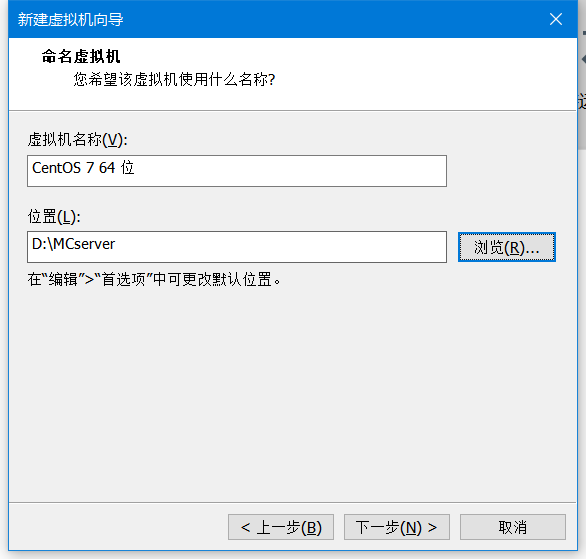 新建虚拟机向导
命名虚拟机
您希望该虚拟机使用什么名称?
虚拟机名称(V):
CentOS 7 64 位
位置(L):
D:\MCserver
浏览(R)...
在“编辑”>“首选项”中可更改默认位置。
< 上一步(B)
下一步(N) >
取消